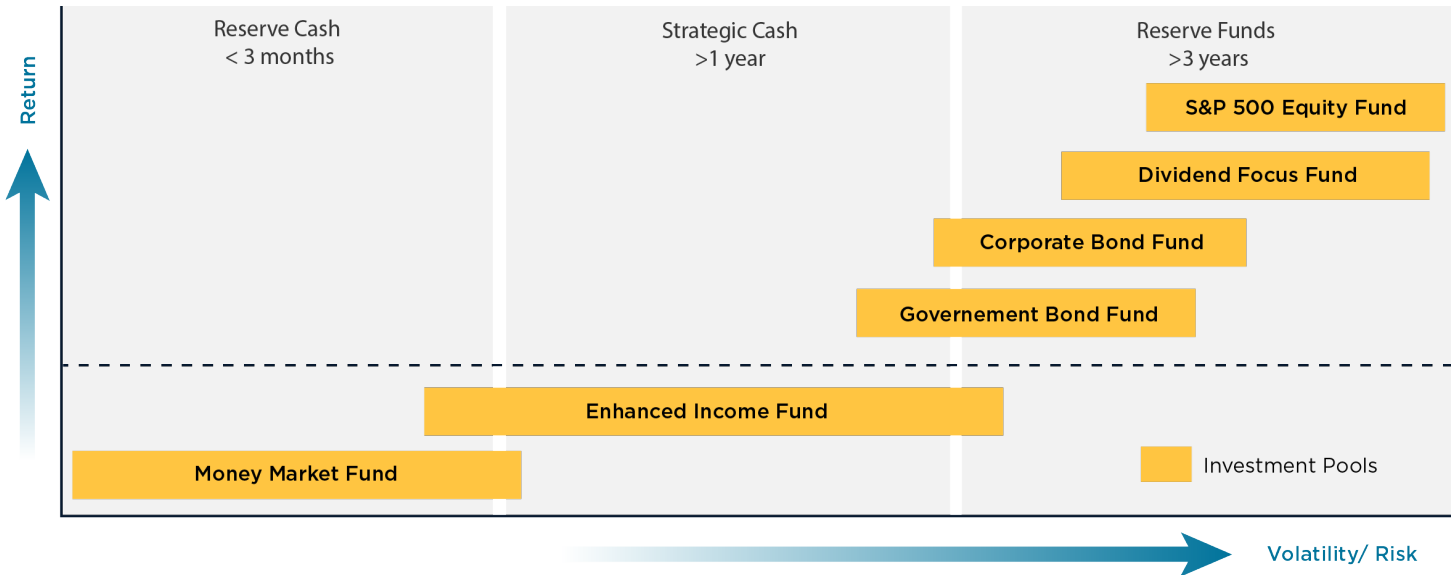 Reserve Cash
< 3 months
Strategic Cash
>1 year
Reserve Funds
>3 years
Return
S&P 500 Equity Fund
Dividend Focus Fund
Corporate Bond Fund
Governement Bond Fund
Enhanced Income Fund
Money Market Fund
Investment Pools
Volatility/ Risk